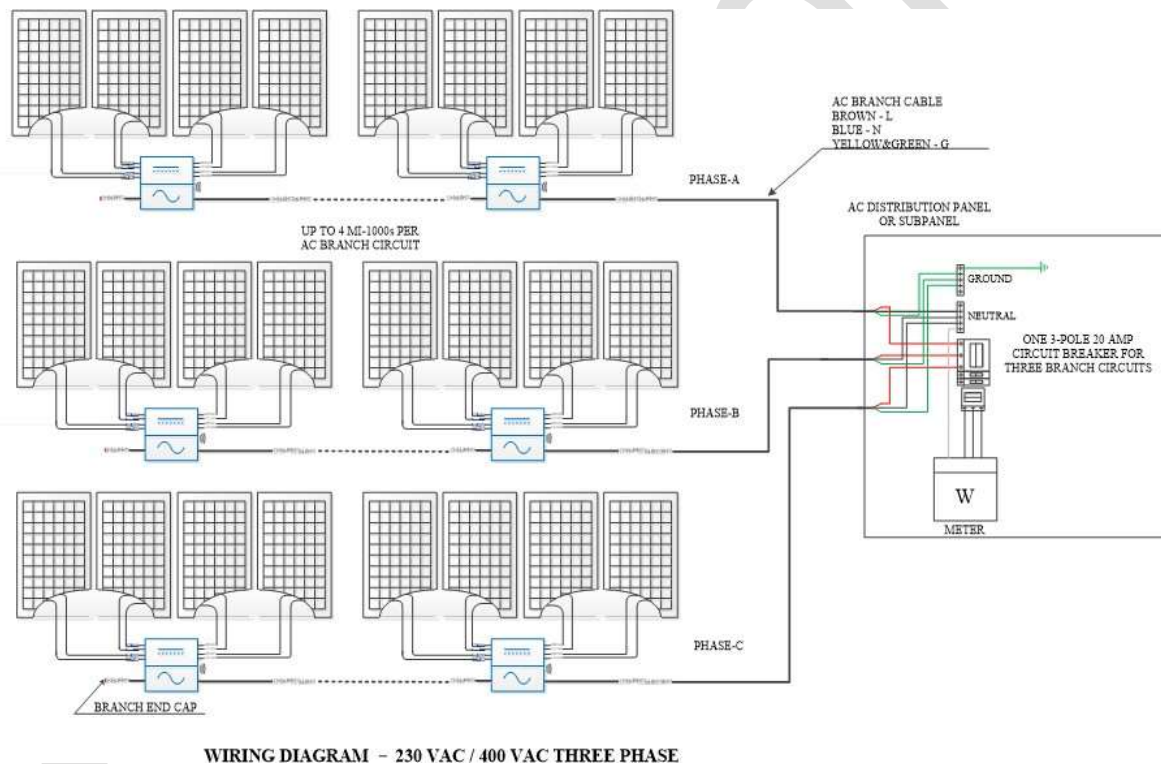 AC BRANCH CABLE
BROWN - L
BLUE - N
YELLOW&GREEN - G
PHASE-A
AC DISTRIBUTION PANEL
OR SUBPANEL
UP TO 4 MI-1000s PER
AC BRANCH CIRCUIT
GROUND
NEUTRAL
ONE 3-POLE 20 AMP
CIRCUIT BREAKER FOR
THREE BRANCH CIRCUITS
PHASE-B
W
METER
PHASE-C
BRANCH END CAP
WIRING DIAGRAM – 230 VAC / 400 VAC THREE PHASE